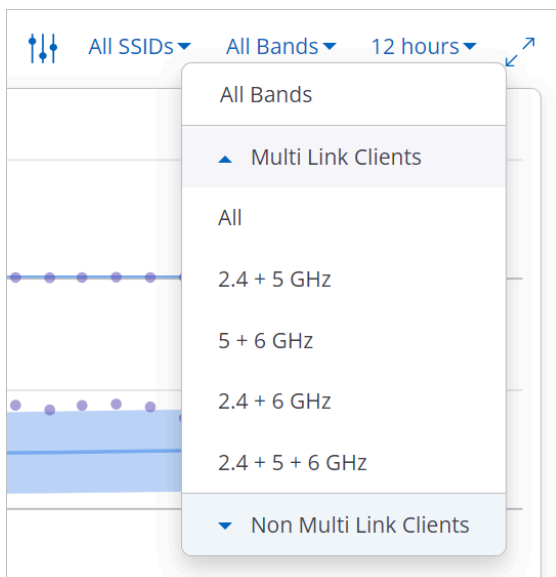 All SSIDs All Bands 12 hours
All Bands
Multi Link Clients
All
2.4 + 5 GHz
5 + 6 GHz
2.4 + 6 GHz
2.4 + 5 + 6 GHz
Non Multi Link Clients